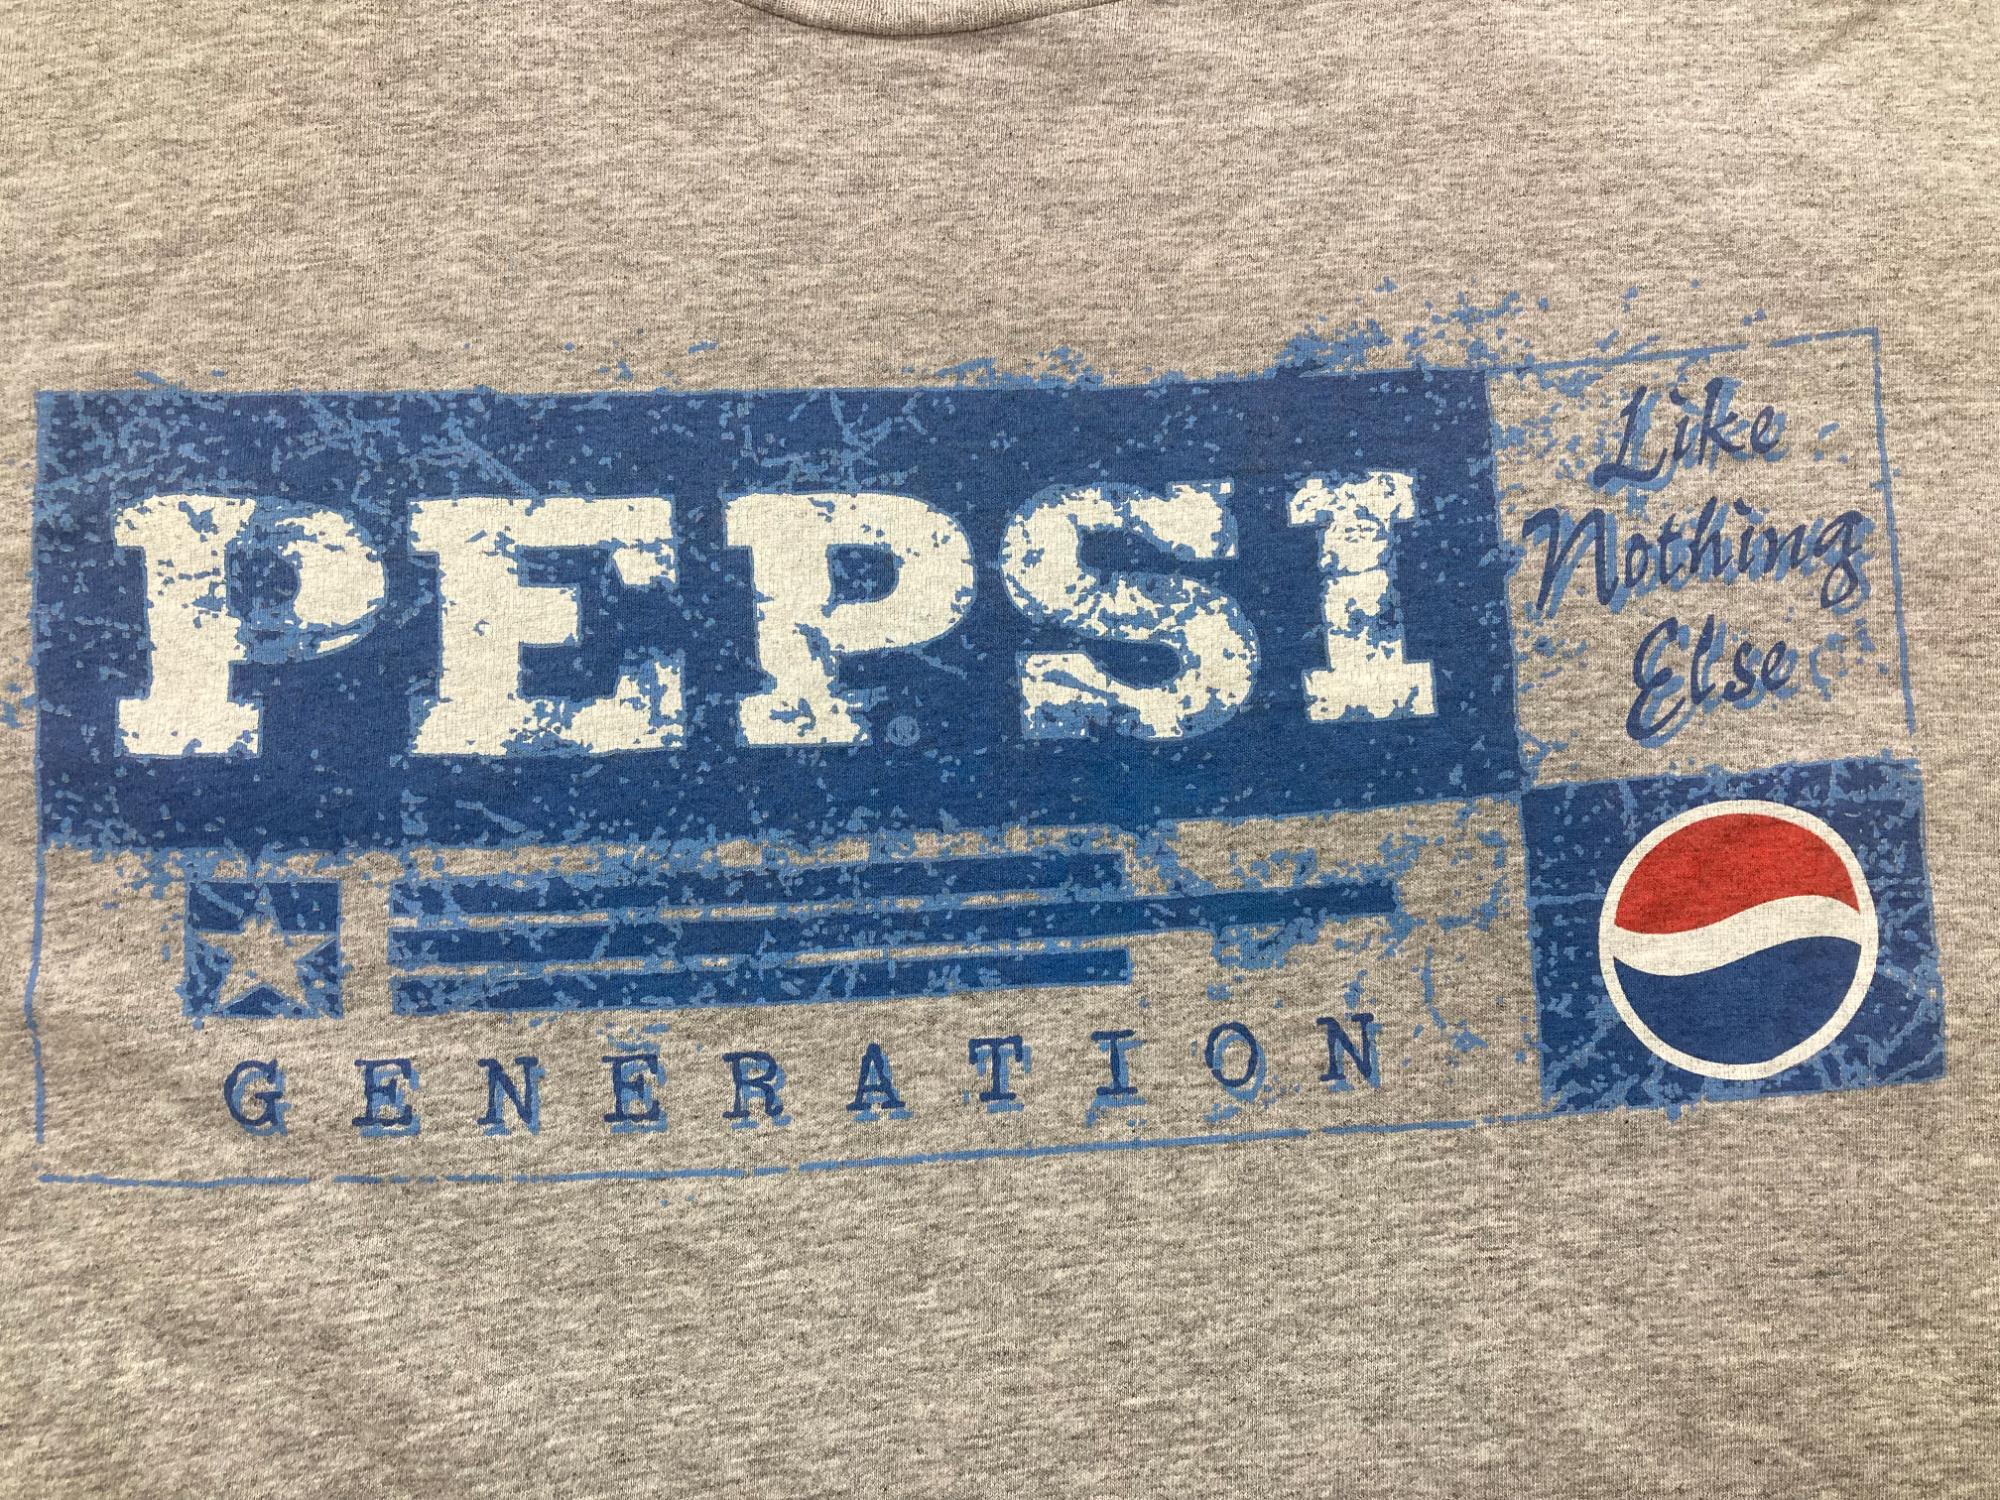 PEPSI®
GENERATION
Like
Nothing
Else